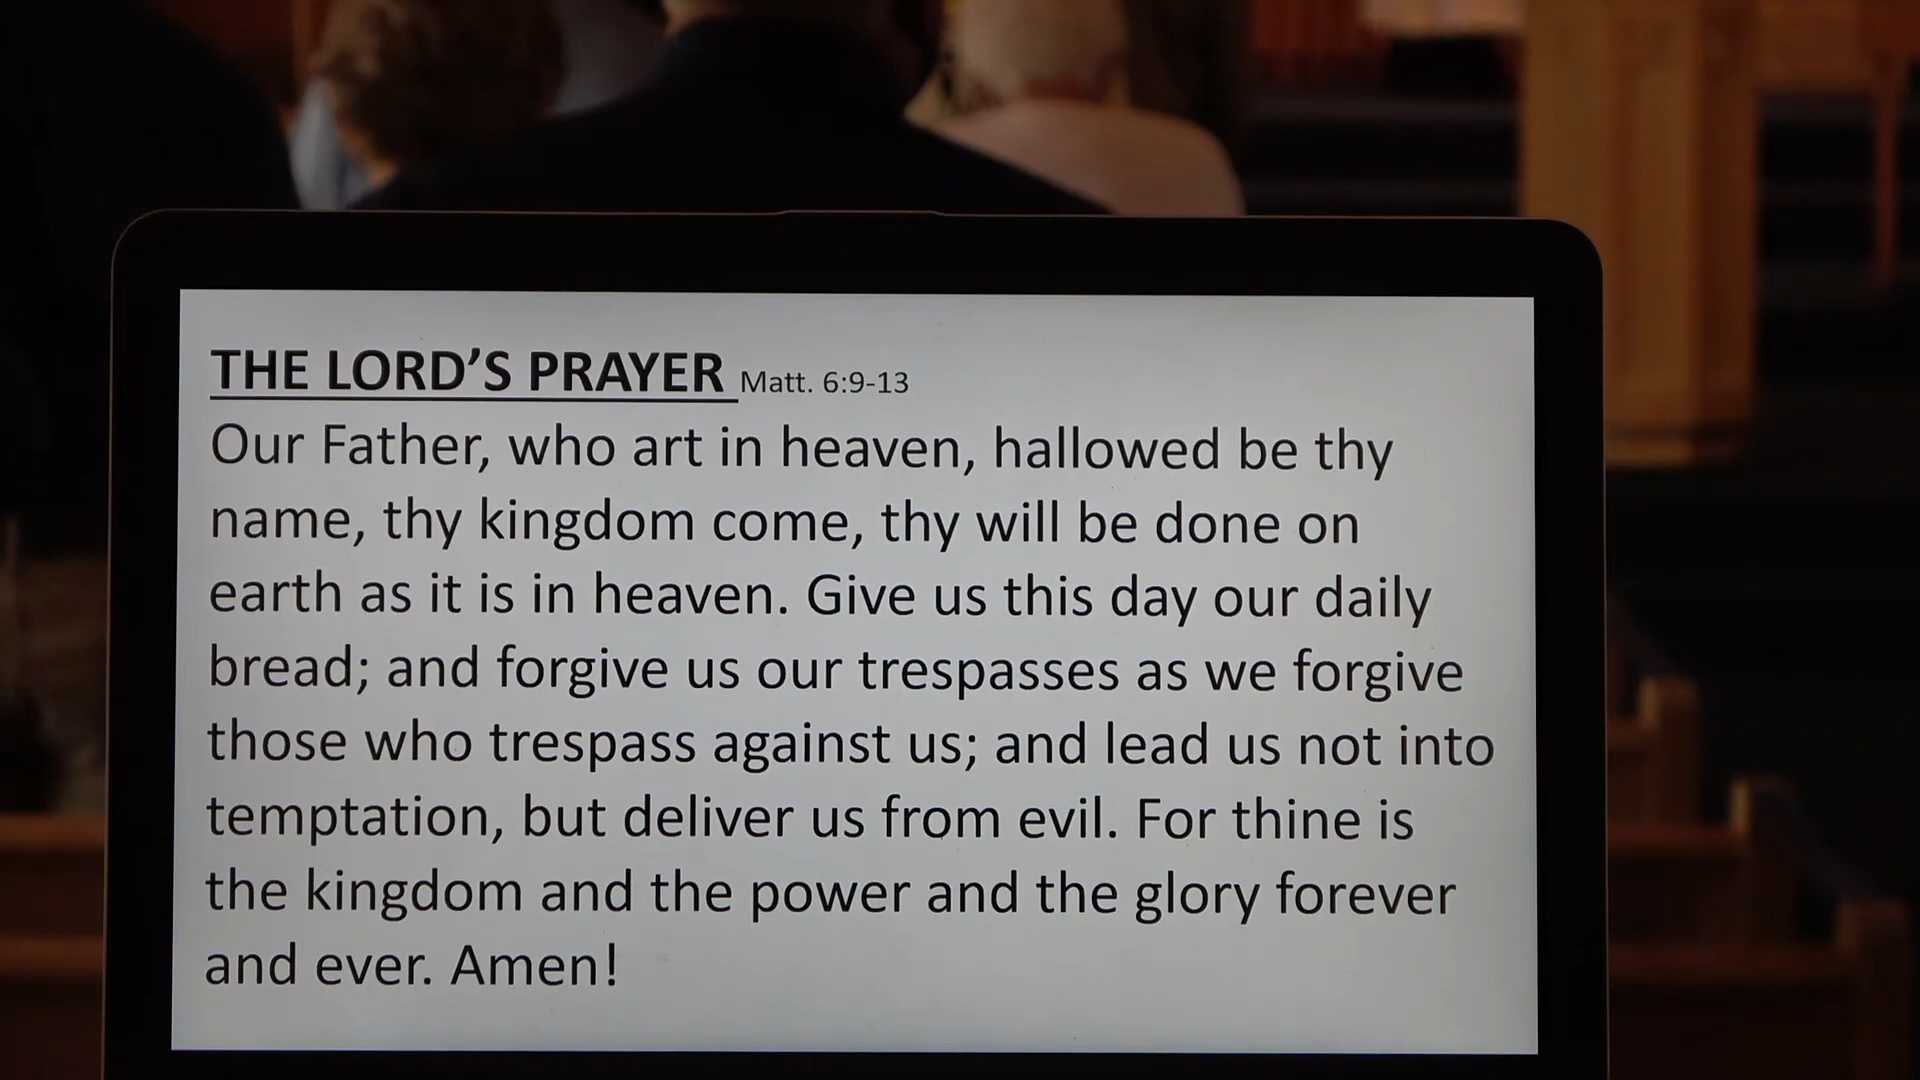 THE LORD’S PRAYER Matt. 6:9-13
Our Father, who art in heaven, hallowed be thy
name, thy kingdom come, thy will be done on
earth as it is in heaven. Give us this day our daily
bread; and forgive us our trespasses as we forgive
those who trespass against us; and lead us not into
temptation, but deliver us from evil. For thine is
the kingdom and the power and the glory forever
and ever. Amen!